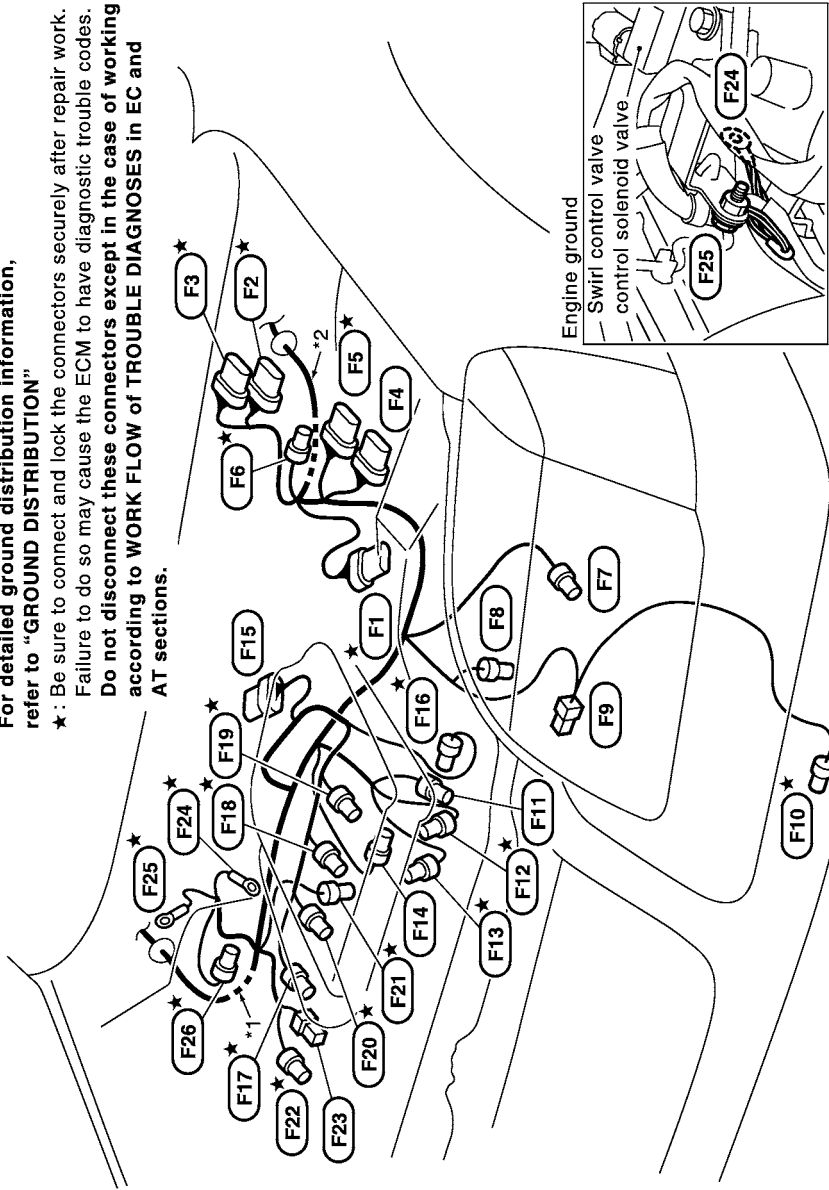 For detailed ground distribution information,
refer to “GROUND DISTRIBUTION”
★ : Be sure to connect and lock the connectors securely after repair work.
Failure to do so may cause the ECM to have diagnostic trouble codes.
Do not disconnect these connectors except in the case of working
according to WORK FLOW of TROUBLE DIAGNOSES in EC and
AT sections.
F25 ★
F24 ★
F26 ★
F3 ★
F18 ★
F19 ★
F6 ★
F17 ★
*1
F15
F2 ★
F22 ★
*2
F23
F5 ★
F20 ★
F1 ★
F4
F21 ★
F14
F16 ★
F13 ★
F8
F12 ★
F11
F9
F7
F10 ★
Engine ground
Swirl control valve
control solenoid valve
F25
F24